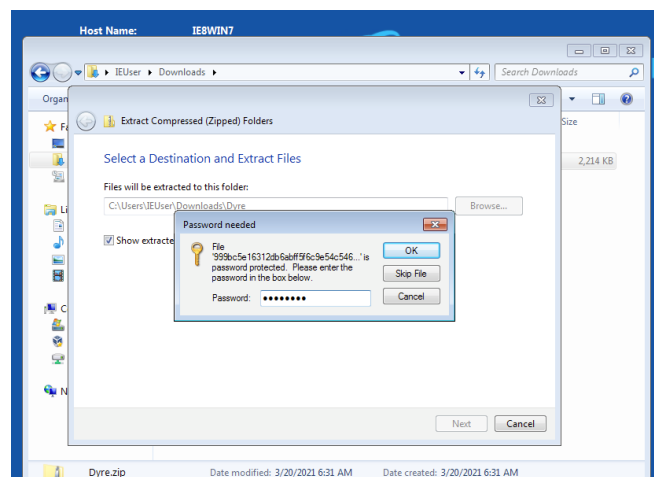 Host Name: IE8WIN7
IEUser Downloads
Search Downloads
Organ
Extract Compressed (Zipped) Folders
Size
Fa
Select a Destination and Extract Files
2,214 KB
Files will be extracted to this folder:
C:\Users\IEUser\Downloads\Dyre
Browse...
Li
Password needed
Show extracte
File
'999bc5e16312db6abff5f6c9e54c546...' is
password protected. Please enter the
password in the box below.
OK
Skip File
Password: ••••••••
Cancel
C
N
Next
Cancel
Dyre.zip
Date modified: 3/20/2021 6:31 AM
Date created: 3/20/2021 6:31 AM